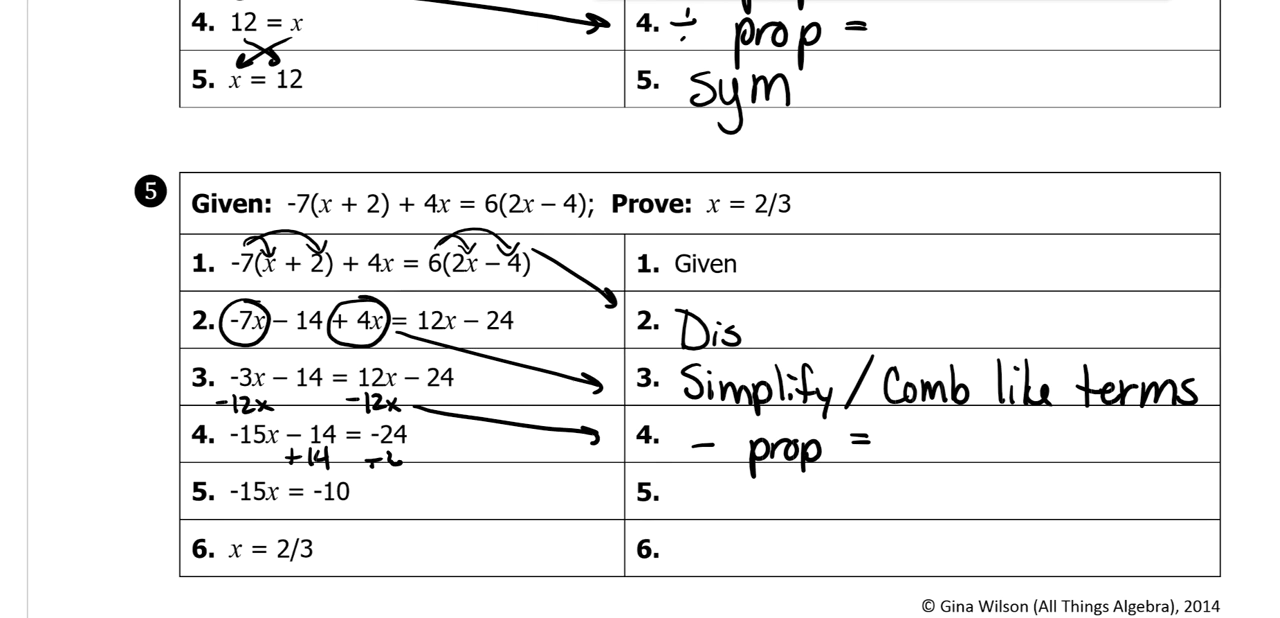 4. 12 = x 4. ÷ prop =
5. x = 12 5. sym
5 Given: -7(x + 2) + 4x = 6(2x – 4); Prove: x = 2/3
1. -7(x + 2) + 4x = 6(2x – 4) 1. Given
2. -7x – 14 + 4x = 12x – 24 2. Dis
3. -3x – 14 = 12x – 24 3. Simplify / Comb like terms
-12x -12x
4. -15x – 14 = -24 4. – prop =
+14
5. -15x = -10 5.
6. x = 2/3 6.
© Gina Wilson (All Things Algebra), 2014